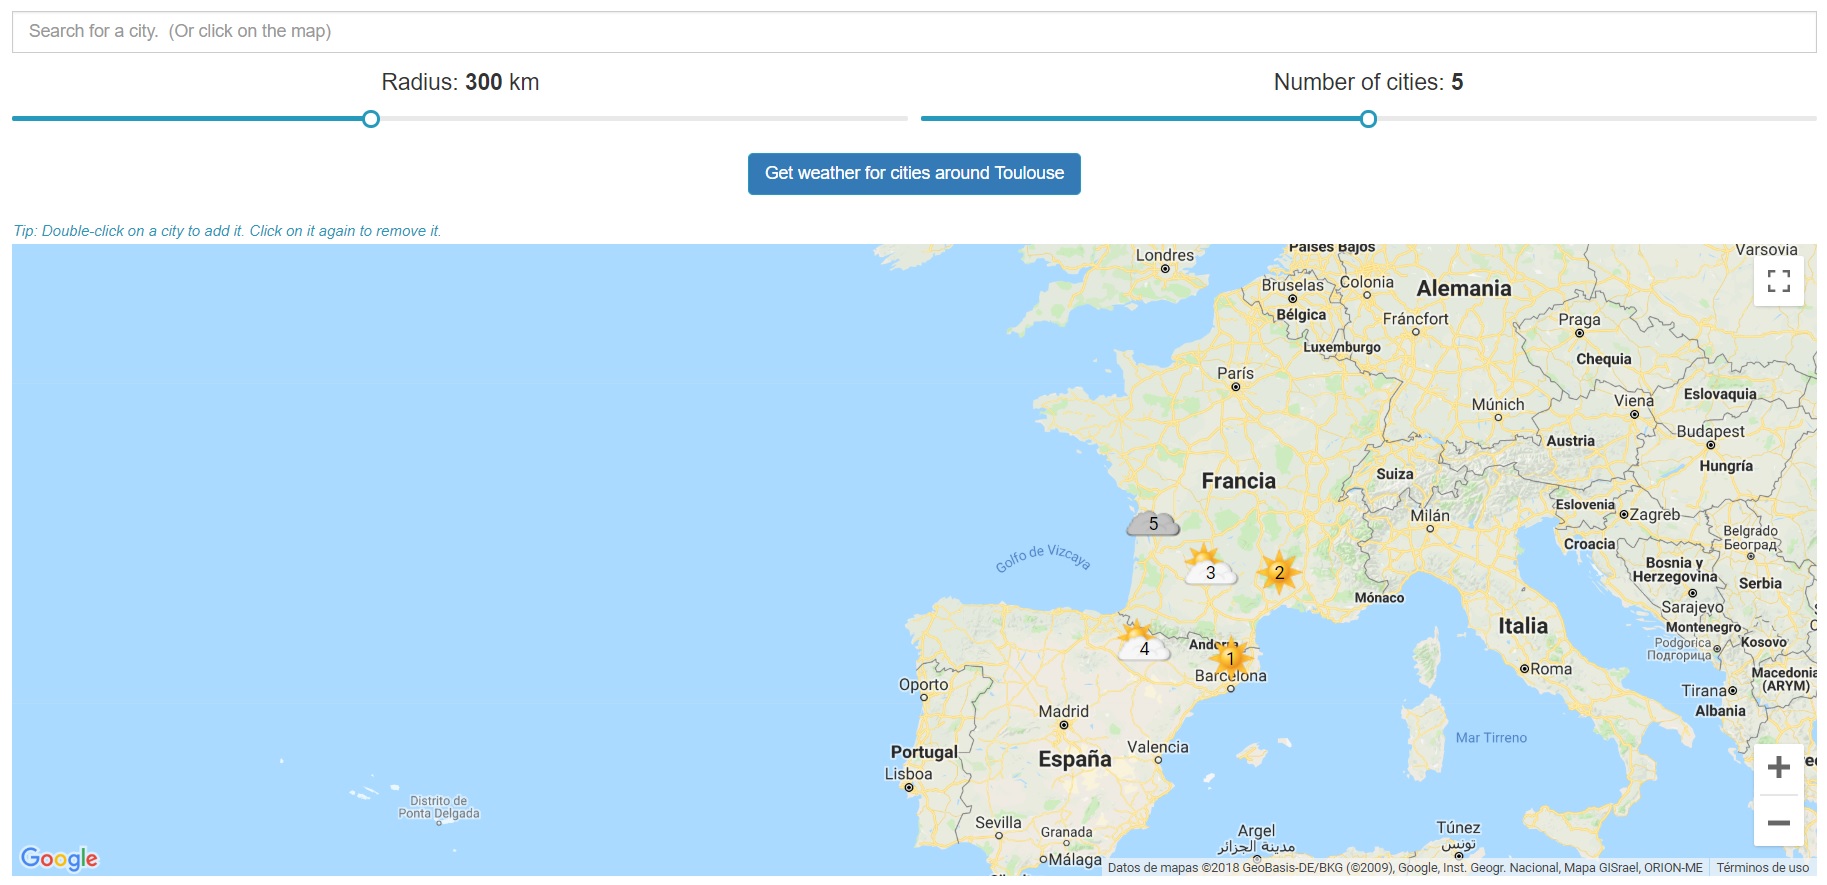 Search for a city.  (Or click on the map)
Radius: 300 km
Number of cities: 5
Get weather for cities around Toulouse
Tip: Double-click on a city to add it. Click on it again to remove it.
Países Bajos
Varsovia
Londres
Bruselas
Colonia
Alemania
Bélgica
Fráncfort
Praga
Luxemburgo
Chequia
París
Eslovaquia
Múnich
Viena
Budapest
Austria
Hungría
Francia
Suiza
Eslovenia
Milán
Zagreb
5
Belgrado
Београд
Croacia
Golfo de Vizcaya
3
2
Bosnia y
Herzegovina
Serbia
Mónaco
Sarajevo
Italia
Montenegro
Kosovo
Podgorica
Подгорица
4
1
Barcelona
Roma
Macedonia
(ARYM)
Oporto
Tirana
Albania
Madrid
Mar Tirreno
Portugal
España
Valencia
Lisboa
Distrito de
Ponta Delgada
Sevilla
Granada
Argel
مدينة الجزائر
Túnez
تونس
Málaga
Google
Datos de mapas ©2018 GeoBasis-DE/BKG (©2009), Google, Inst. Geogr. Nacional, Mapa GISrael, ORION-ME
Términos de uso